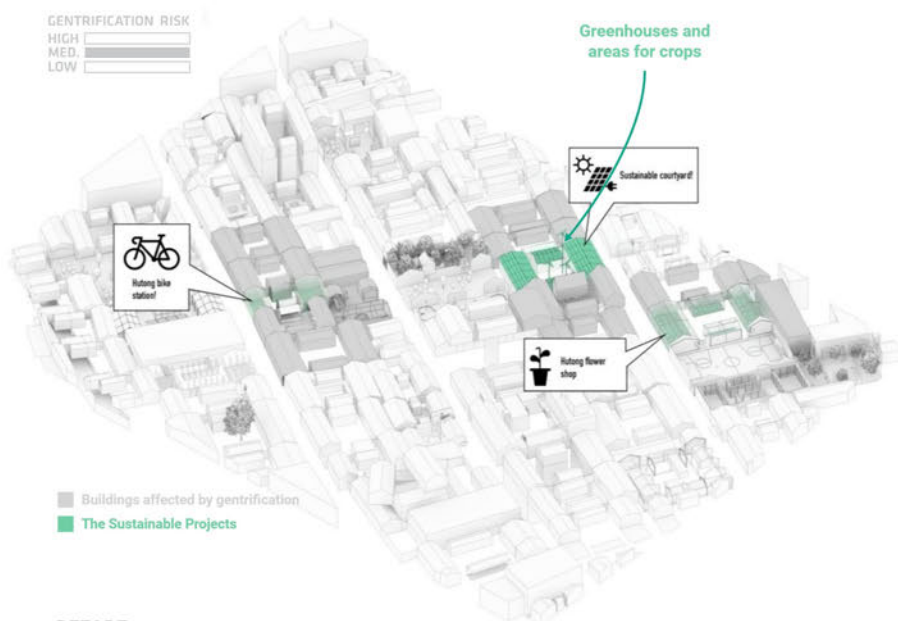 GENTRIFICATION RISK
HIGH
MED.
LOW
Greenhouses and
areas for crops
Sustainable courtyard!
Hutong bike
station!
Hutong flower
shop
Buildings affected by gentrification
The Sustainable Projects